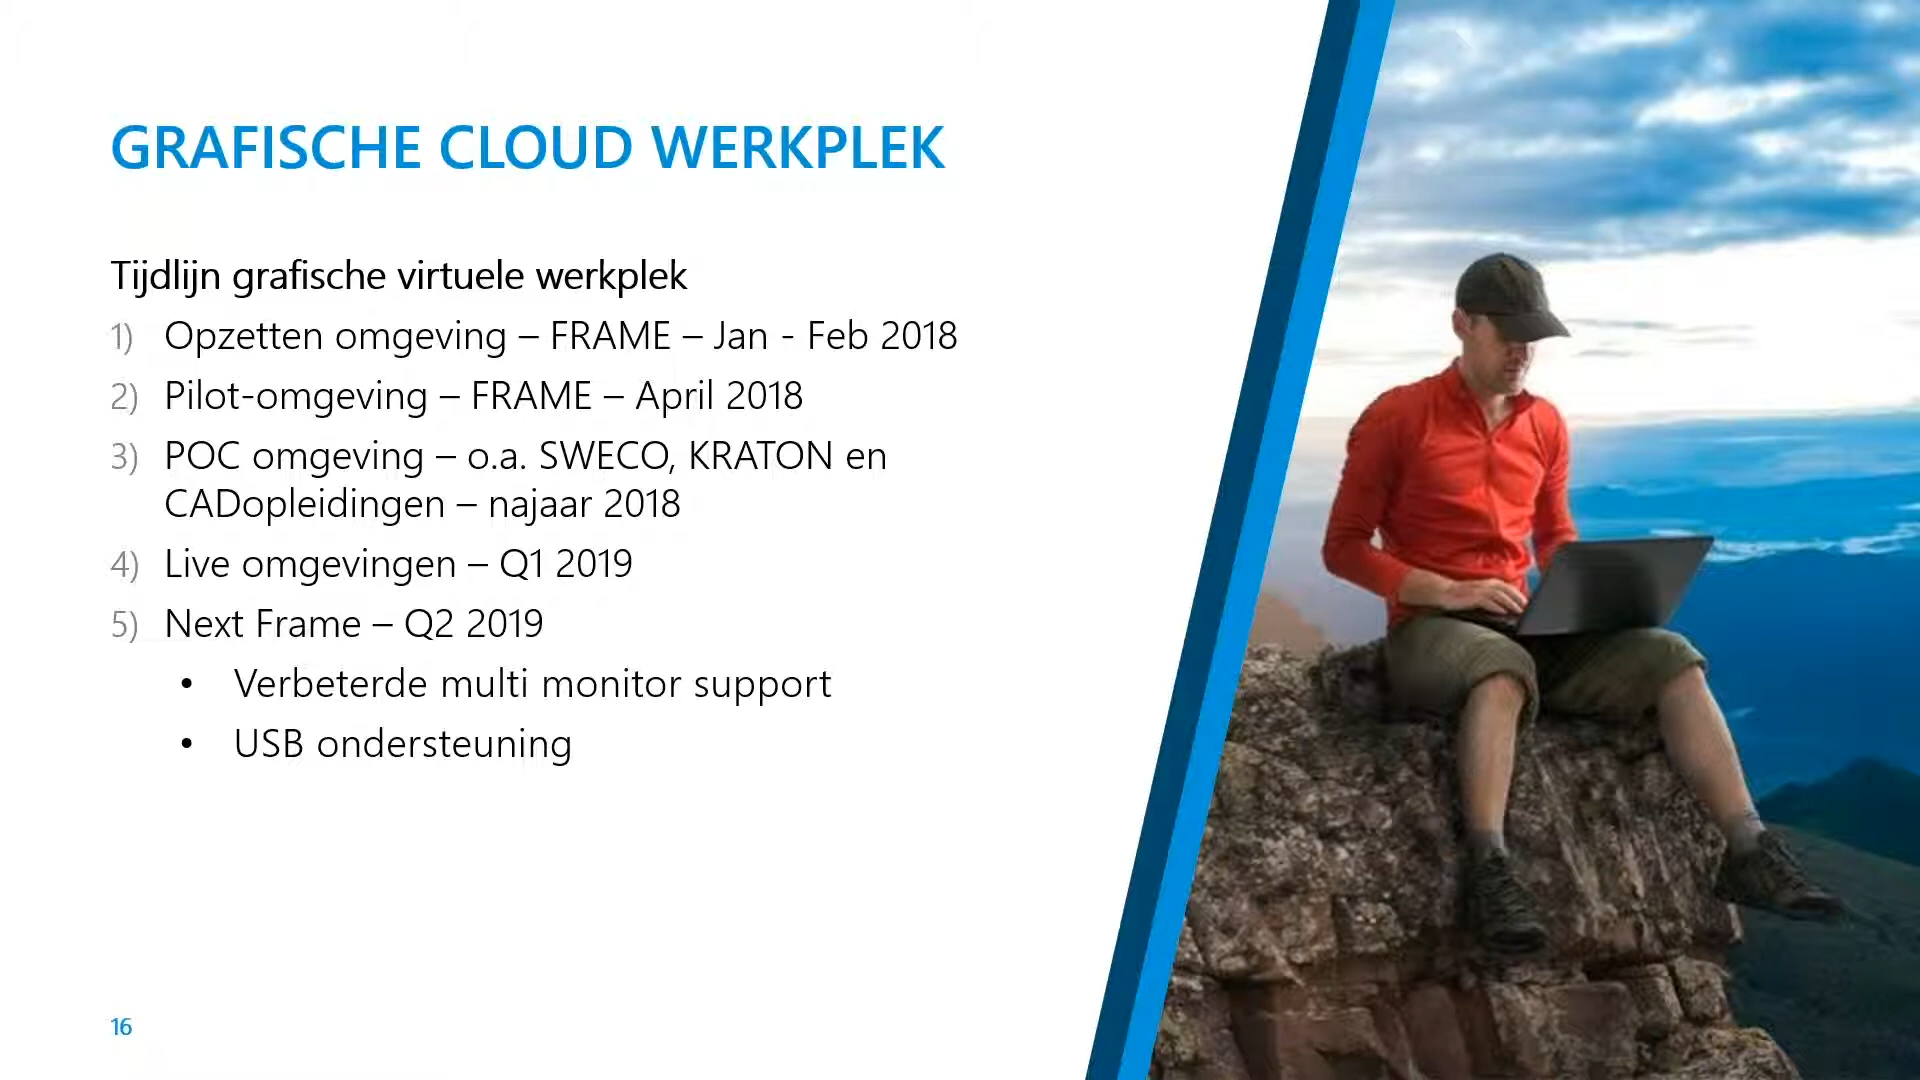 GRAFISCHE CLOUD WERKPLEK
Tijdlijn grafische virtuele werkplek
1) Opzetten omgeving – FRAME – Jan - Feb 2018
2) Pilot-omgeving – FRAME – April 2018
3) POC omgeving – o.a. SWECO, KRATON en
CADopleidingen – najaar 2018
4) Live omgevingen – Q1 2019
5) Next Frame – Q2 2019
• Verbeterde multi monitor support
• USB ondersteuning
16